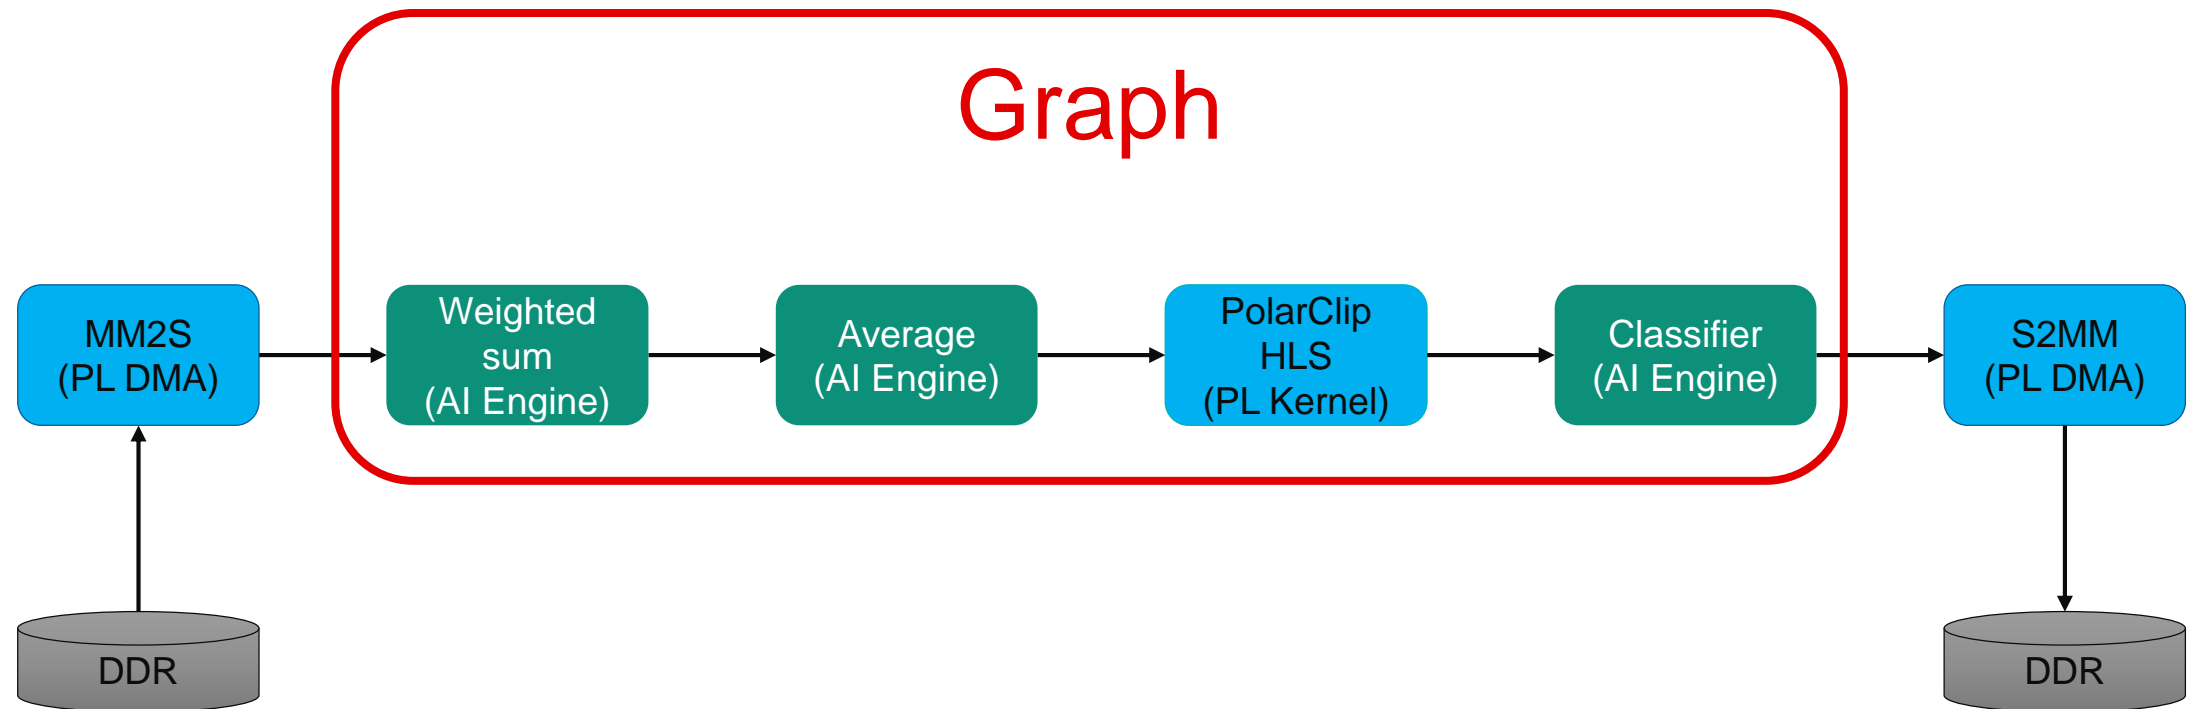 Graph
MM2S
(PL DMA)
Weighted
sum
(AI Engine)
Average
(AI Engine)
PolarClip
HLS
(PL Kernel)
Classifier
(AI Engine)
S2MM
(PL DMA)
DDR
DDR